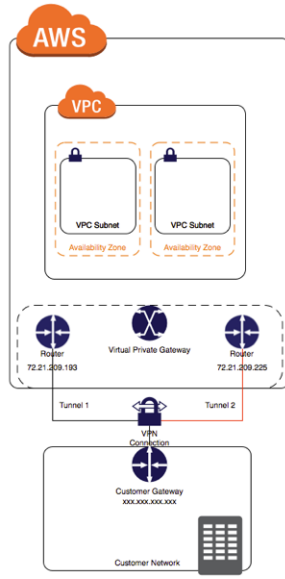 AWS
VPC
VPC Subnet
VPC Subnet
Availability Zone
Availability Zone
Router
72.21.209.193
Virtual Private Gateway
Router
72.21.209.225
Tunnel 1
Tunnel 2
VPN
Connection
Customer Gateway
xxx.xxx.xxx.xxx
Customer Network